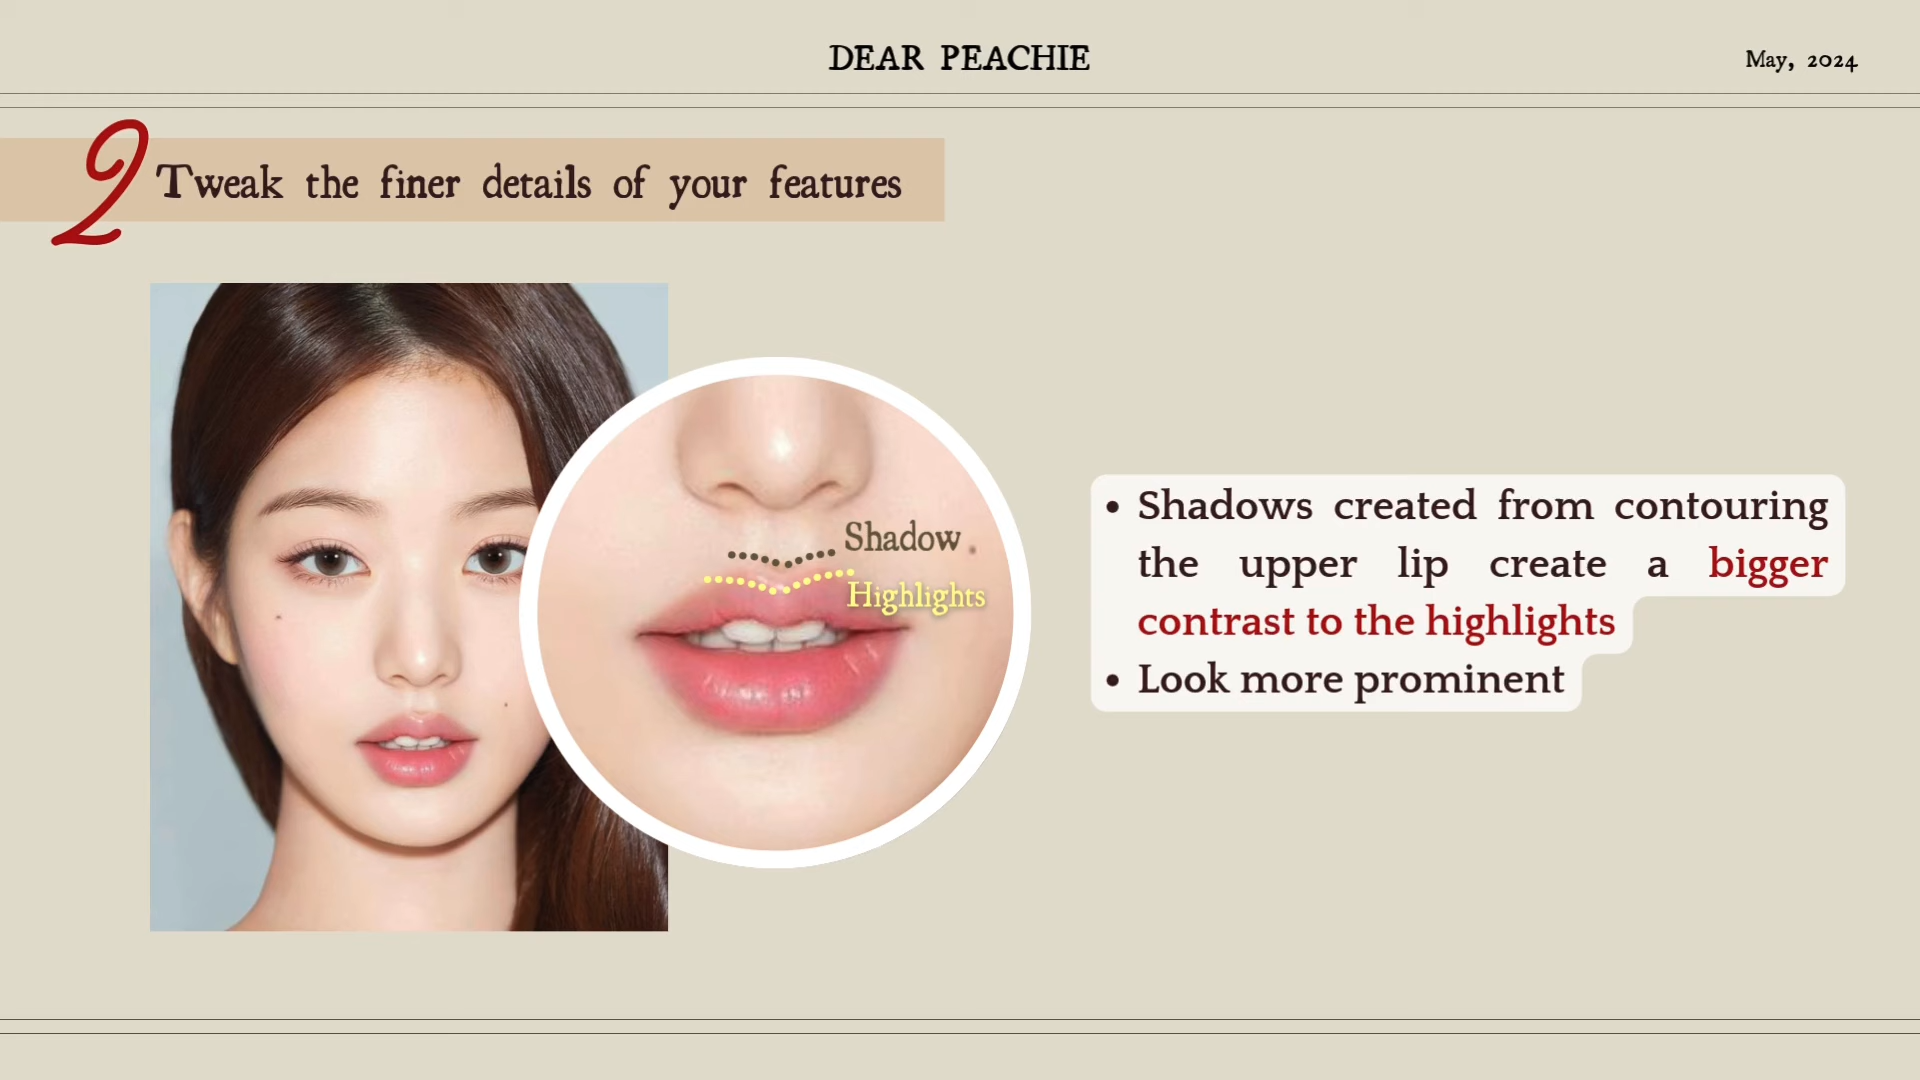 DEAR PEACHIE
May, 2024
2
Tweak the finer details of your features
Shadow
Highlights
• Shadows created from contouring
the upper lip create a bigger
contrast to the highlights
• Look more prominent